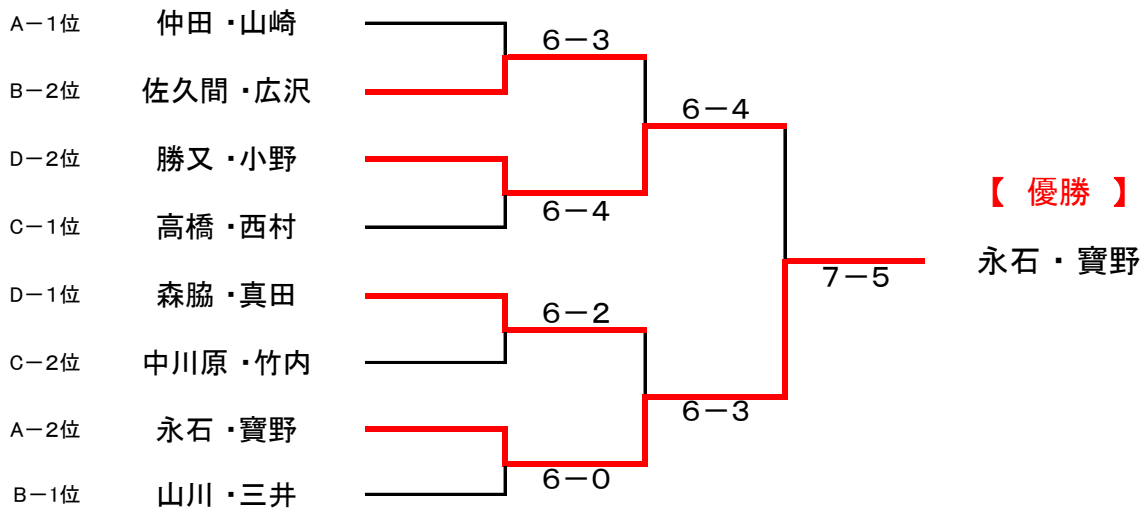 A－1位 仲田・山崎
6－3
B－2位 佐久間・広沢
6－4
D－2位 勝又・小野
【 優勝 】
6－4
C－1位 高橋・西村
永石・寶野
7－5
D－1位 森脇・真田
6－2
C－2位 中川原・竹内
6－3
A－2位 永石・寶野
6－0
B－1位 山川・三井